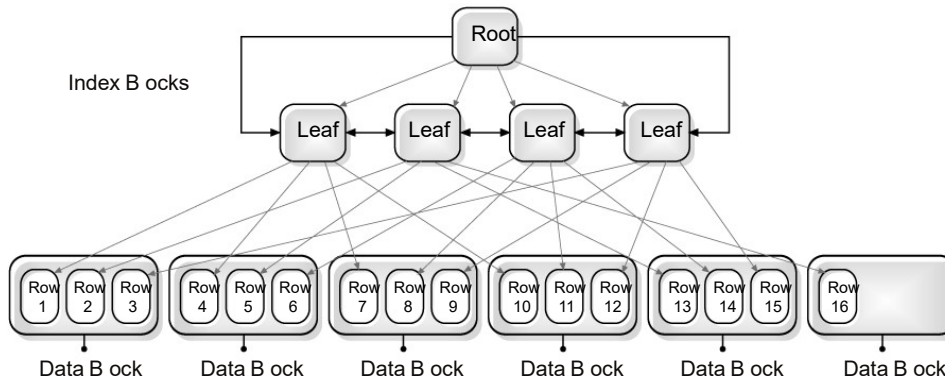 Root
Index B ocks
Leaf Leaf Leaf Leaf
Row Row Row Row Row Row Row Row Row Row Row Row Row Row Row Row
1 2 3 4 5 6 7 8 9 10 11 12 13 14 15 16
Data B ock Data B ock Data B ock Data B ock Data B ock Data B ock